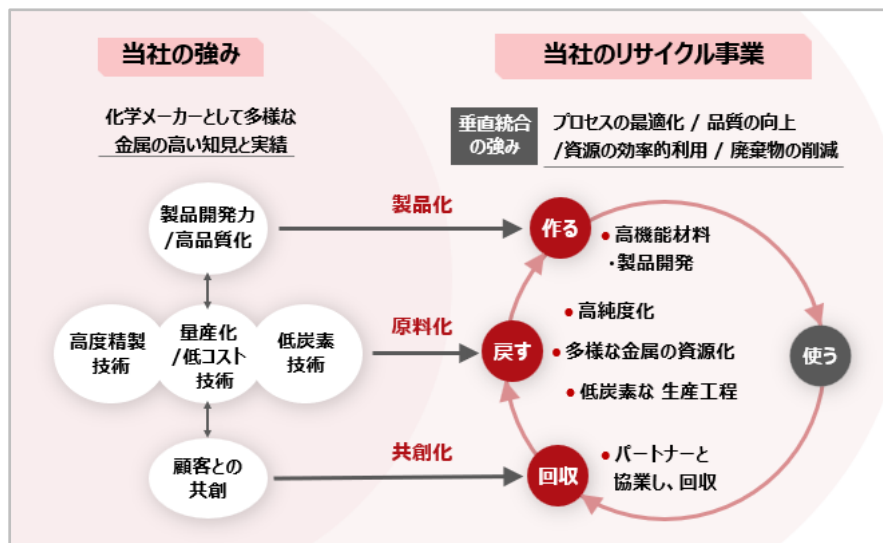 当社の強み
化学メーカーとして多様な
金属の高い知見と実績
製品開発力
/高品質化
高度精製
技術
量産化
/低コスト
技術
低炭素
技術
顧客との
共創
製品化
原料化
共創化
当社のリサイクル事業
垂直統合
の強み
プロセスの最適化 / 品質の向上
/資源の効率的利用 / 廃棄物の削減
作る
• 高機能材料
・製品開発
戻す
• 高純度化
• 多様な金属の資源化
• 低炭素な 生産工程
使う
回収
• パートナーと
協業し、回収